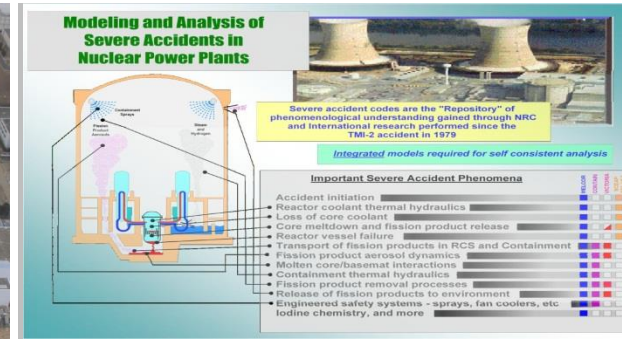 Modeling and Analysis of
Severe Accidents in
Nuclear Power Plants
Containment
Sprays
Fission
Product
Aerosols
Steam
and
Hydrogen
Severe accident codes are the "Repository" of
phenomenological understanding gained through NRC
and International research performed since the
TMI-2 accident in 1979
Integrated models required for self consistent analysis
Important Severe Accident Phenomena
MELCOR
CONTAIN
VICTORIA
SCDAP
Accident initiation
Reactor coolant thermal hydraulics
Loss of core coolant
Core meltdown and fission product release
Reactor vessel failure
Transport of fission products in RCS and Containment
Fission product aerosol dynamics
Molten core/basemat interactions
Containment thermal hydraulics
Fission product removal processes
Release of fission products to environment
Engineered safety systems - sprays, fan coolers, etc
Iodine chemistry, and more